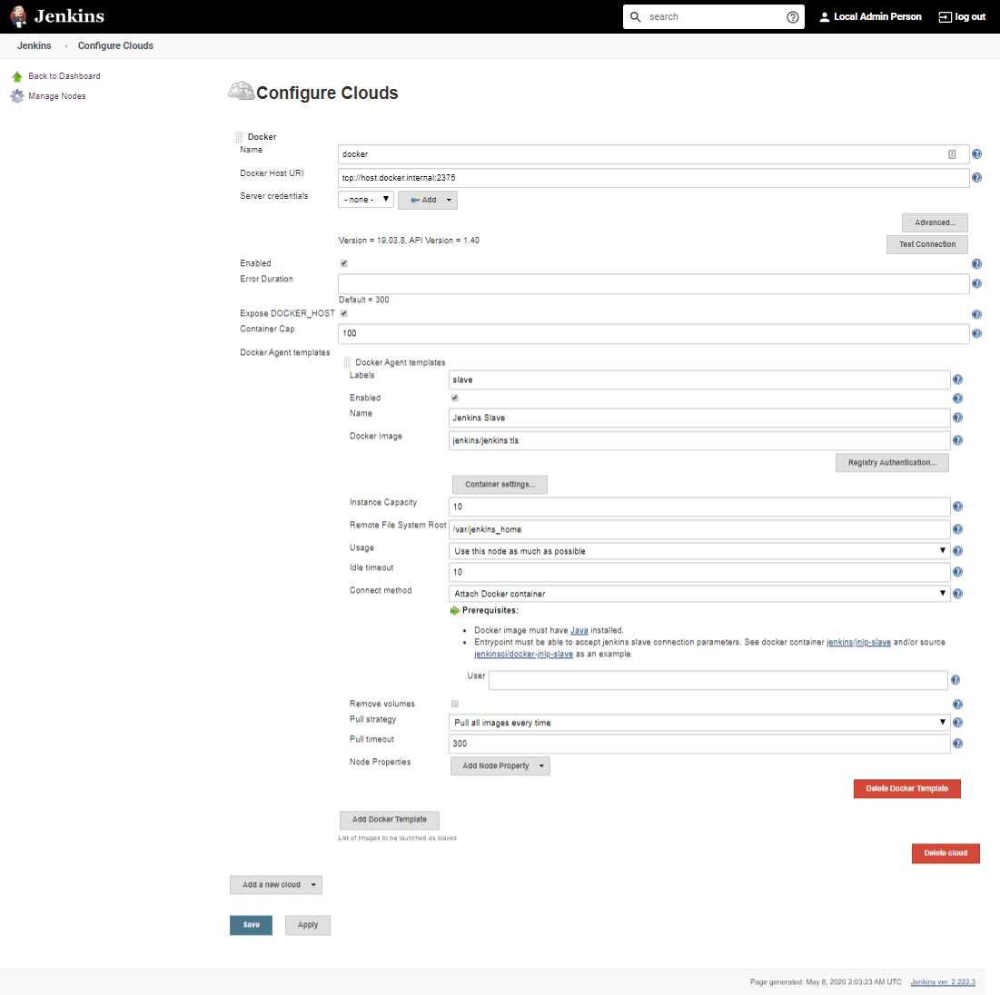 Jenkins
search
Local Admin Person
log out
Jenkins
Configure Clouds
Back to Dashboard
Manage Nodes
Configure Clouds
Docker
Name
docker
Docker Host URI
tcp://host.docker.internal:2375
Server credentials
- none -
Add
Advanced...
Version = 19.03.8, API Version = 1.40
Test Connection
Enabled
Error Duration
Default = 300
Expose DOCKER_HOST
Container Cap
100
Docker Agent templates
Docker Agent templates
Labels
slave
Enabled
Name
Jenkins Slave
Docker Image
jenkins/jenkins:tls
Registry Authentication...
Container settings...
Instance Capacity
10
Remote File System Root
/var/jenkins_home
Usage
Use this node as much as possible
Idle timeout
10
Connect method
Attach Docker container
Prerequisites:
• Docker image must have Java installed.
• Entrypoint must be able to accept jenkins slave connection parameters. See docker container jenkins/jnlp-slave and/or source
jenkinsci/docker-jnlp-slave as an example.
User
Remove volumes
Pull strategy
Pull all images every time
Pull timeout
300
Node Properties
Add Node Property
Delete Docker Template
Add Docker Template
List of Images to be launched as slaves
Delete cloud
Add a new cloud
Save
Apply
Page generated: May 6, 2020 2:03:23 AM UTC
Jenkins ver. 2.222.3